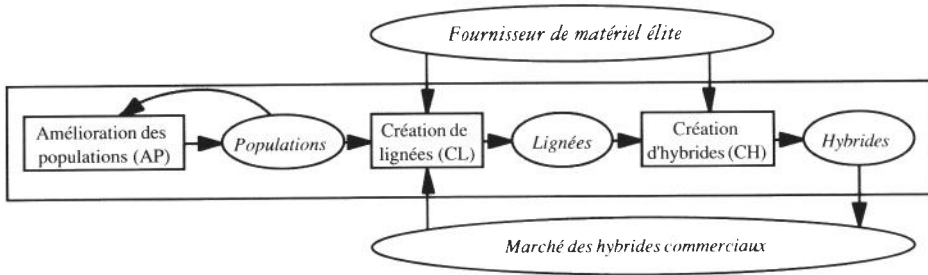 Fournisseur de matériel élite
Amélioration des
populations (AP)
Populations
Création de
lignées (CL)
Lignées
Création
d'hybrides (CH)
Hybrides
Marché des hybrides commerciaux